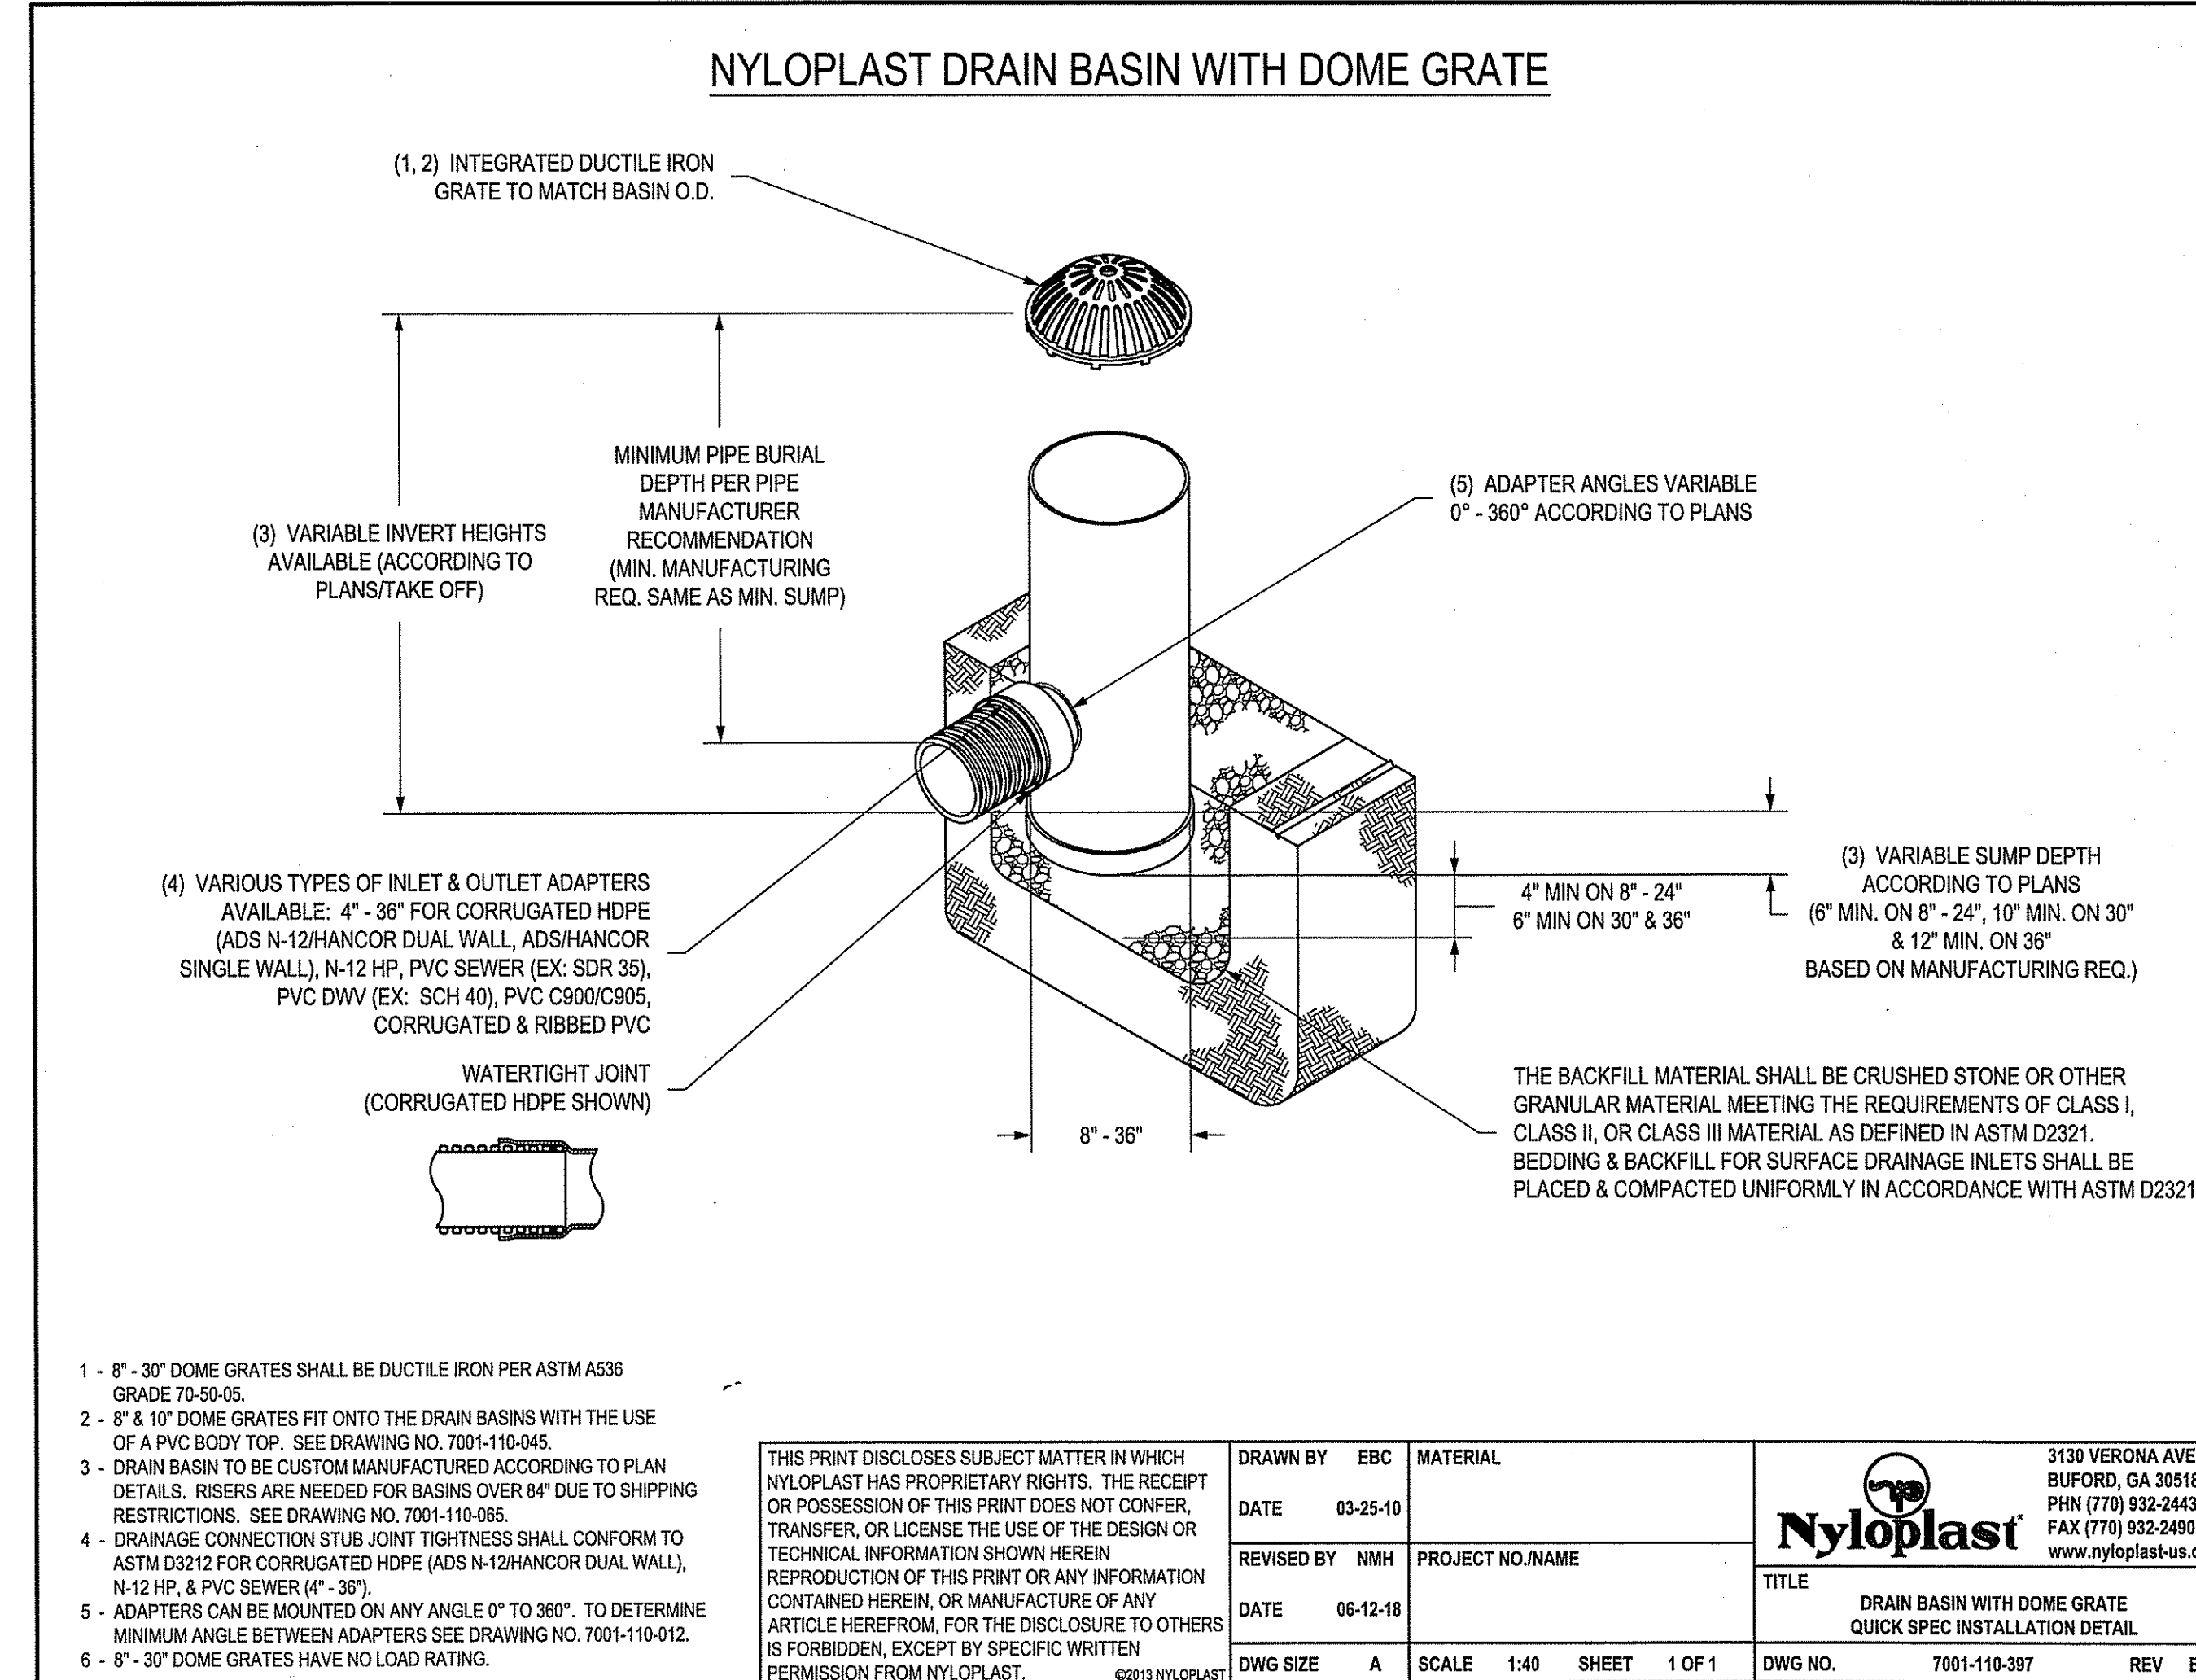 NYLOPLAST DRAIN BASIN WITH DOME GRATE
(1, 2) INTEGRATED DUCTILE IRON
GRATE TO MATCH BASIN O.D.
MINIMUM PIPE BURIAL
DEPTH PER PIPE
MANUFACTURER
RECOMMENDATION
(MIN. MANUFACTURING
REQ. SAME AS MIN. SUMP)
(3) VARIABLE INVERT HEIGHTS
AVAILABLE (ACCORDING TO
PLANS/TAKE OFF)
(5) ADAPTER ANGLES VARIABLE
0° - 360° ACCORDING TO PLANS
(4) VARIOUS TYPES OF INLET & OUTLET ADAPTERS
AVAILABLE: 4" - 36" FOR CORRUGATED HDPE
(ADS N-12/HANCOR DUAL WALL, ADS/HANCOR
SINGLE WALL), N-12 HP, PVC SEWER (EX: SDR 35),
PVC DWV (EX: SCH 40), PVC C900/C905,
CORRUGATED & RIBBED PVC
WATERTIGHT JOINT
(CORRUGATED HDPE SHOWN)
4" MIN ON 8" - 24"
6" MIN ON 30" & 36"
(3) VARIABLE SUMP DEPTH
ACCORDING TO PLANS
(6" MIN. ON 8" - 24", 10" MIN. ON 30"
& 12" MIN. ON 36"
BASED ON MANUFACTURING REQ.)
8" - 36"
THE BACKFILL MATERIAL SHALL BE CRUSHED STONE OR OTHER
GRANULAR MATERIAL MEETING THE REQUIREMENTS OF CLASS I,
CLASS II, OR CLASS III MATERIAL AS DEFINED IN ASTM D2321.
BEDDING & BACKFILL FOR SURFACE DRAINAGE INLETS SHALL BE
PLACED & COMPACTED UNIFORMLY IN ACCORDANCE WITH ASTM D2321
1 - 8" - 30" DOME GRATES SHALL BE DUCTILE IRON PER ASTM A536
GRADE 70-50-05.
2 - 8" & 10" DOME GRATES FIT ONTO THE DRAIN BASINS WITH THE USE
OF A PVC BODY TOP. SEE DRAWING NO. 7001-110-045.
3 - DRAIN BASIN TO BE CUSTOM MANUFACTURED ACCORDING TO PLAN
DETAILS. RISERS ARE NEEDED FOR BASINS OVER 84" DUE TO SHIPPING
RESTRICTIONS. SEE DRAWING NO. 7001-110-065.
4 - DRAINAGE CONNECTION STUB JOINT TIGHTNESS SHALL CONFORM TO
ASTM D3212 FOR CORRUGATED HDPE (ADS N-12/HANCOR DUAL WALL),
N-12 HP, & PVC SEWER (4" - 36").
5 - ADAPTERS CAN BE MOUNTED ON ANY ANGLE 0° TO 360°. TO DETERMINE
MINIMUM ANGLE BETWEEN ADAPTERS SEE DRAWING NO. 7001-110-012.
6 - 8" - 30" DOME GRATES HAVE NO LOAD RATING.
THIS PRINT DISCLOSES SUBJECT MATTER IN WHICH
NYLOPLAST HAS PROPRIETARY RIGHTS. THE RECEIPT
OR POSSESSION OF THIS PRINT DOES NOT CONFER,
TRANSFER, OR LICENSE THE USE OF THE DESIGN OR
TECHNICAL INFORMATION SHOWN HEREIN
REPRODUCTION OF THIS PRINT OR ANY INFORMATION
CONTAINED HEREIN, OR MANUFACTURE OF ANY
ARTICLE HEREFROM, FOR THE DISCLOSURE TO OTHERS
IS FORBIDDEN, EXCEPT BY SPECIFIC WRITTEN
PERMISSION FROM NYLOPLAST. ©2013 NYLOPLAST
DRAWN BY EBC
DATE 03-25-10
REVISED BY NMH
DATE 06-12-18
DWG SIZE A
MATERIAL
PROJECT NO./NAME
SCALE 1:40 SHEET 1 OF 1
Nyloplast
3130 VERONA AVE
BUFORD, GA 30518
PHN (770) 932-2443
FAX (770) 932-2490
www.nyloplast-us.c
TITLE
DRAIN BASIN WITH DOME GRATE
QUICK SPEC INSTALLATION DETAIL
DWG NO. 7001-110-397 REV